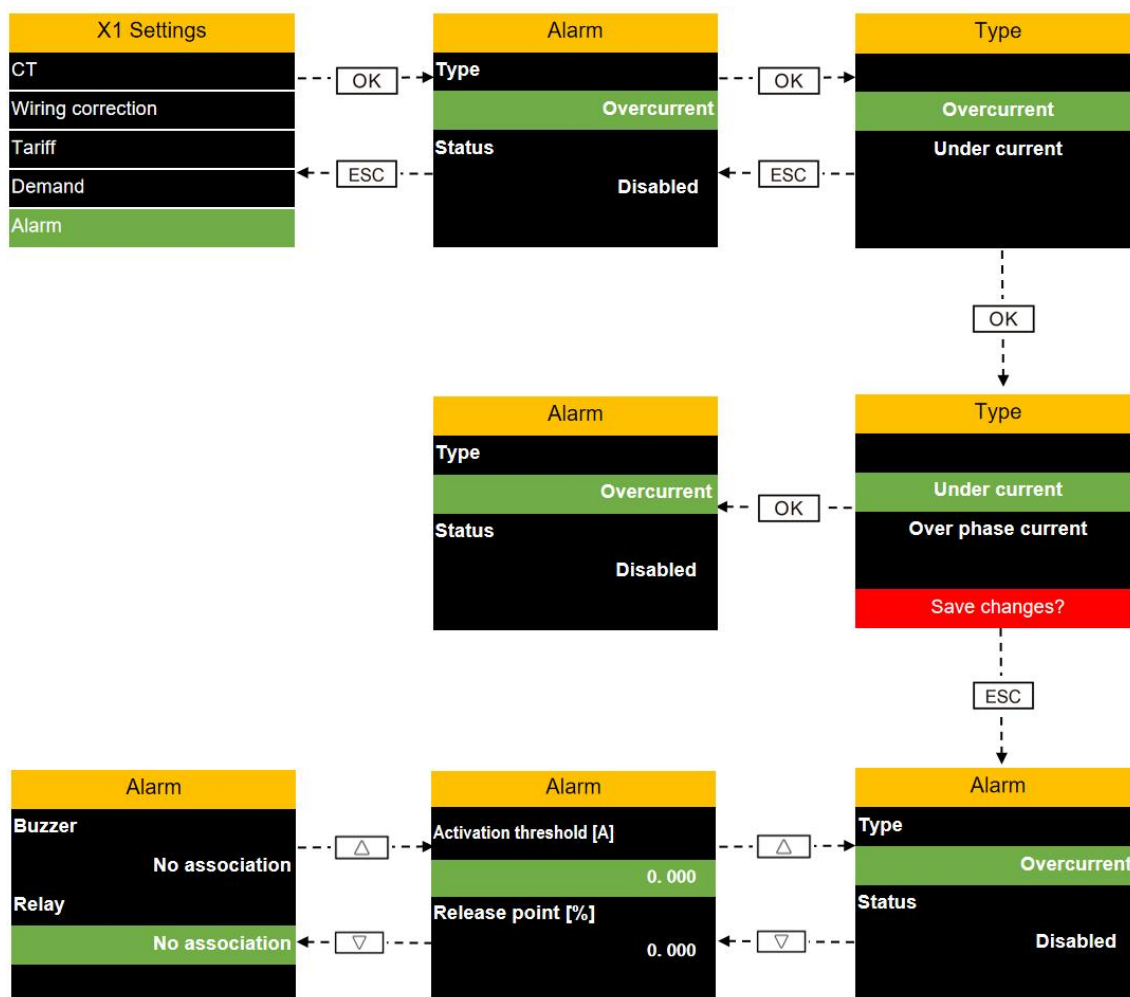 X1 Settings
CT
Wiring correction
Tariff
Demand
Alarm
OK
ESC
Alarm
Type
Overcurrent
Status
Disabled
OK
ESC
Type
Overcurrent
Under current
OK
Alarm
Type
Overcurrent
Status
Disabled
OK
Type
Under current
Over phase current
Save changes?
ESC
Alarm
Buzzer
No association
Relay
No association
Alarm
Activation threshold [A]
0. 000
Release point [%]
0. 000
Alarm
Type
Overcurrent
Status
Disabled